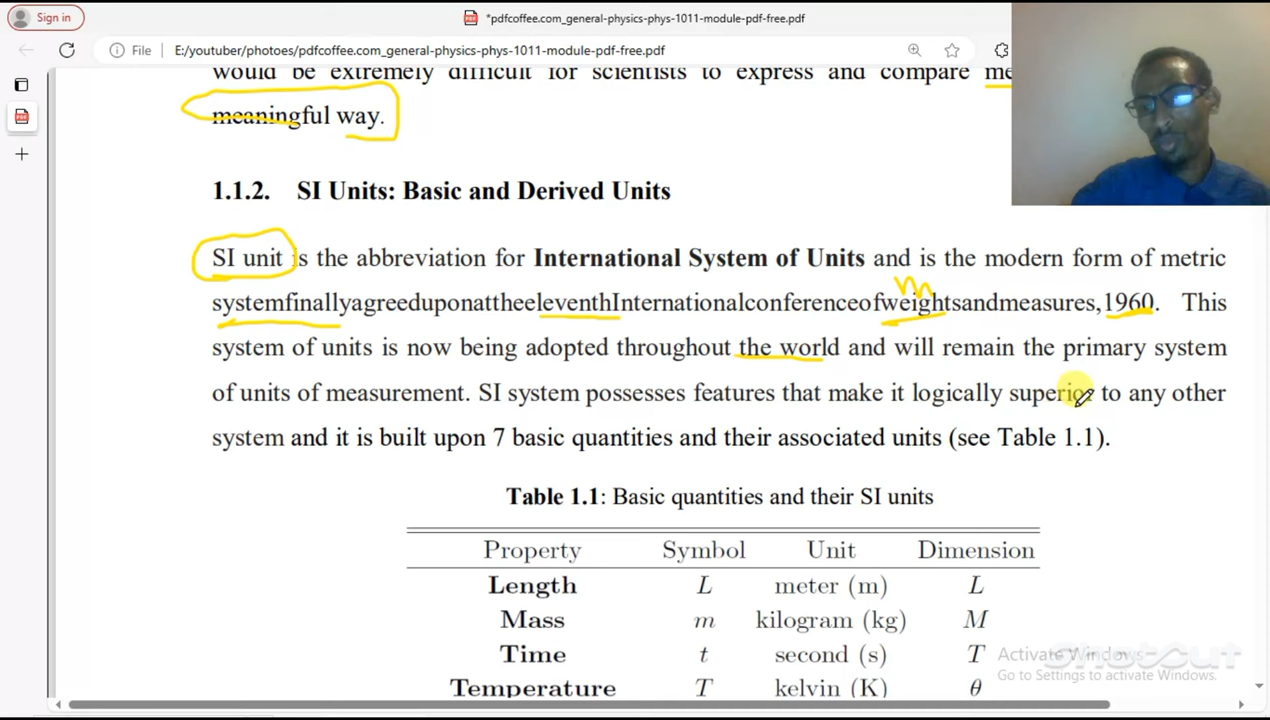 Sign in
*pdfcoffee.com_general-physics-phys-1011-module-pdf-free.pdf
File E:/youtuber/photoes/pdfcoffee.com_general-physics-phys-1011-module-pdf-free.pdf
would be extremely difficult for scientists to express and compare
meaningful way.
1.1.2. SI Units: Basic and Derived Units
m
SI unit is the abbreviation for International System of Units and is the modern form of metric
systemfinallyagreeduponattheeleventhInternationalconferenceofweightsandmeasures,1960. This
system of units is now being adopted throughout the world and will remain the primary system
of units of measurement. SI system possesses features that make it logically superior to any other
system and it is built upon 7 basic quantities and their associated units (see Table 1.1).
Table 1.1: Basic quantities and their SI units
Property Symbol Unit Dimension
Length L meter (m) L
Mass m kilogram (kg) M
Time t second (s) T
Temperature T kelvin (K) θ
Activate Windows
Go to Settings to activate Windows.
shotcut